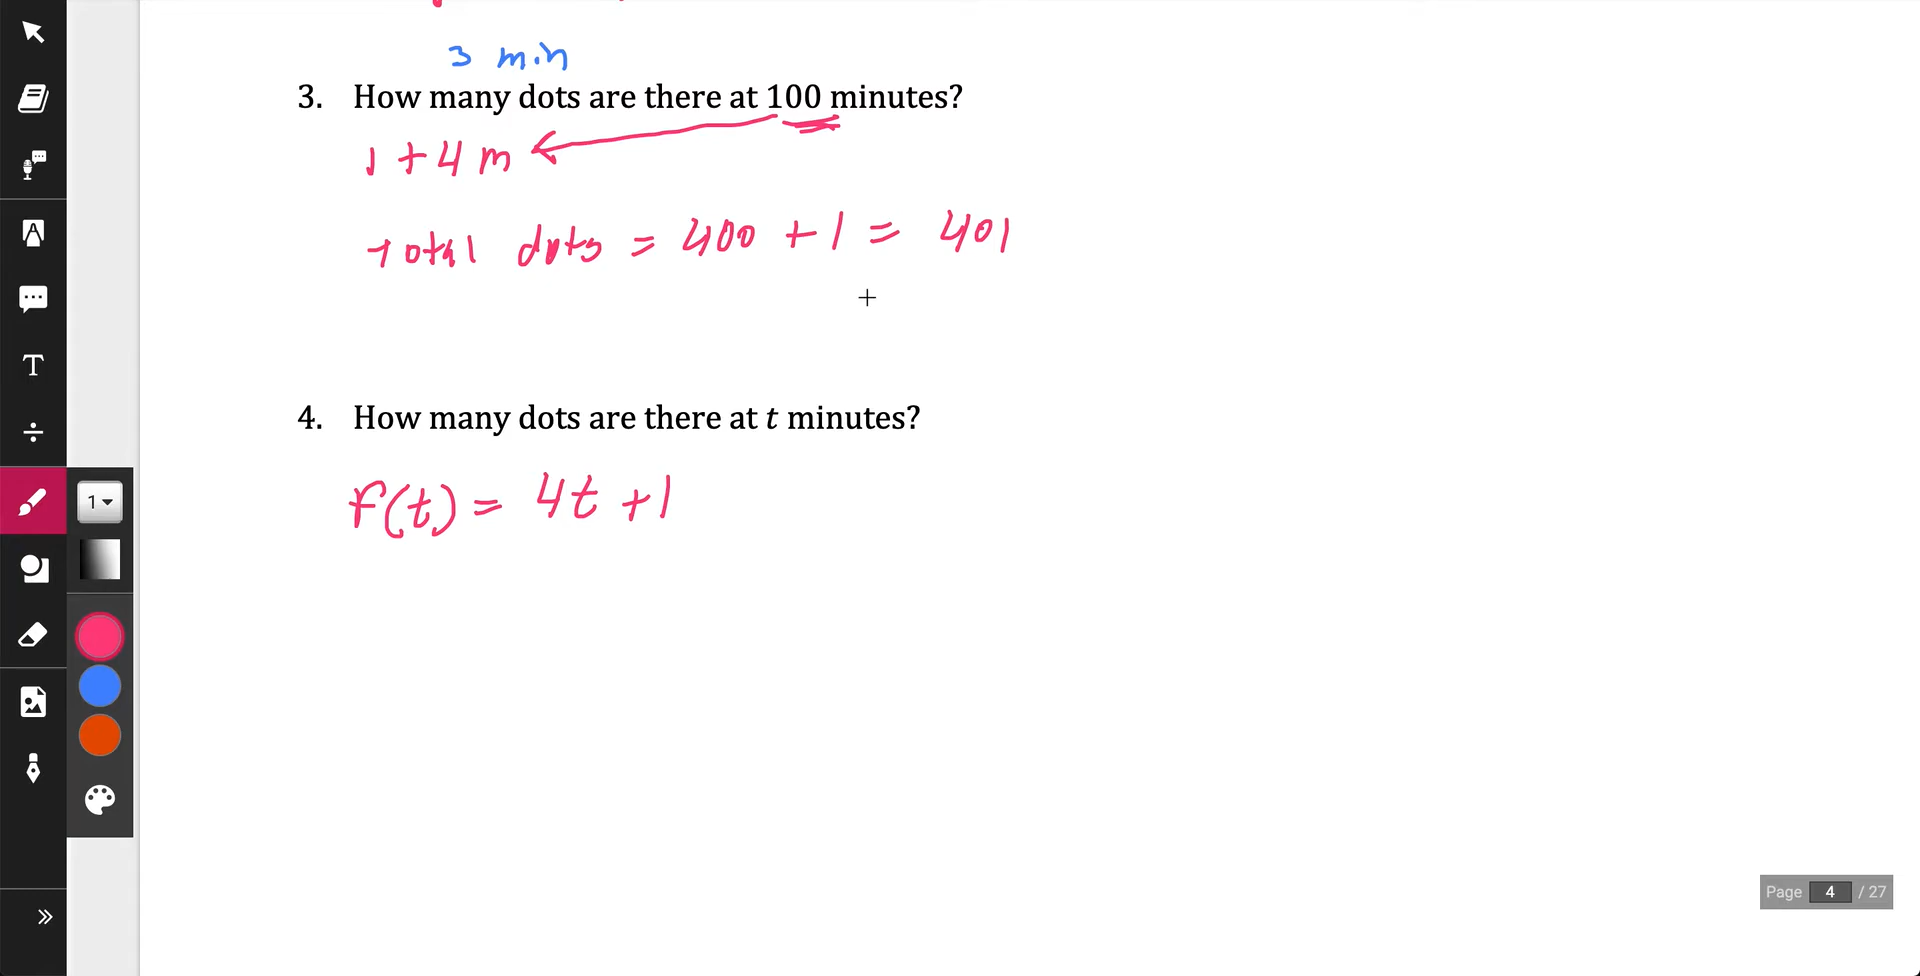 3 min
3. How many dots are there at 100 minutes?
1 + 4 m
total dots = 400 + 1 = 401
4. How many dots are there at t minutes?
f(t) = 4t + 1
T
1
Page 4 / 27